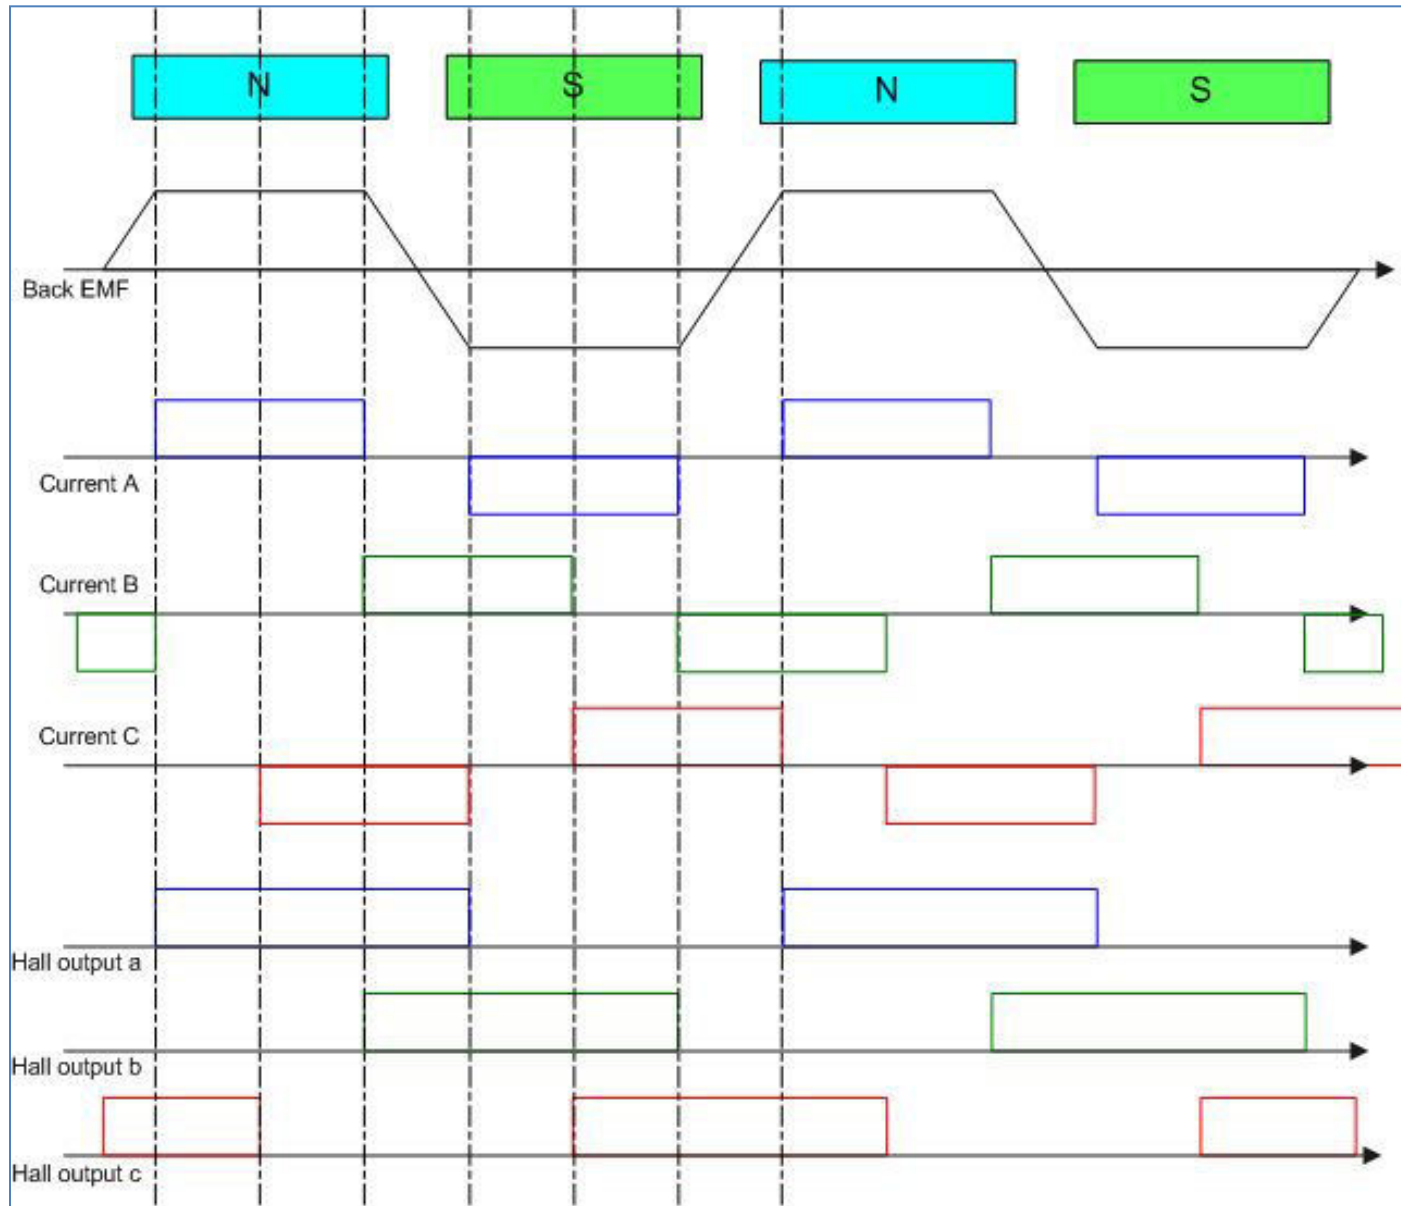 N
S
N
S
Back EMF
Current A
Current B
Current C
Hall output a
Hall output b
Hall output c